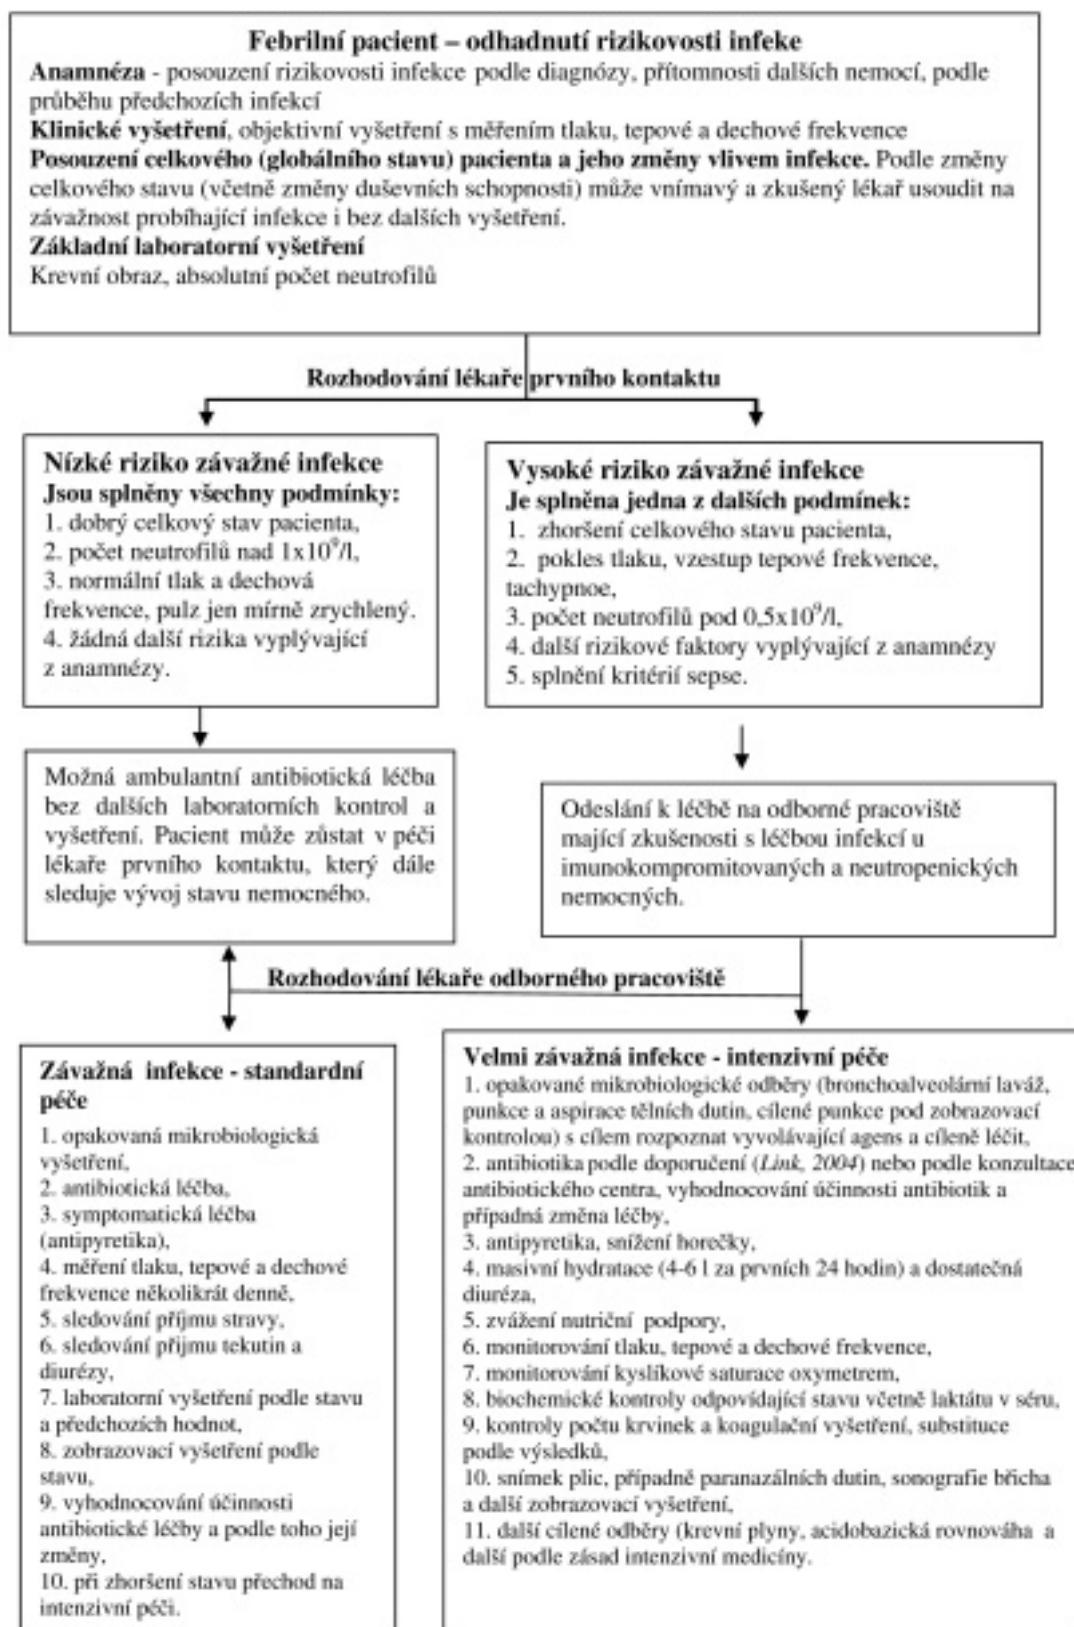 Febrilní pacient – odhadnutí rizikovosti infeke
Anamnéza - posouzení rizikovosti infekce podle diagnózy, přítomnosti dalších nemocí, podle
průběhu předchozích infekcí
Klinické vyšetření, objektivní vyšetření s měřením tlaku, tepové a dechové frekvence
Posouzení celkového (globálního stavu) pacienta a jeho změny vlivem infekce. Podle změny
celkového stavu (včetně změny duševních schopnosti) může vnímavý a zkušený lékař usoudit na
závažnost probíhající infekce i bez dalších vyšetření.
Základní laboratorní vyšetření
Krevní obraz, absolutní počet neutrofilů
Rozhodování lékaře prvního kontaktu
Nízké riziko závažné infekce
Jsou splněny všechny podmínky:
1. dobrý celkový stav pacienta,
2. počet neutrofilů nad 1x10⁹/l,
3. normální tlak a dechová
frekvence, pulz jen mírně zrychlený.
4. žádná další rizika vyplývající
z anamnézy.
Vysoké riziko závažné infekce
Je splněna jedna z dalších podmínek:
1. zhoršení celkového stavu pacienta,
2. pokles tlaku, vzestup tepové frekvence,
tachypnoe,
3. počet neutrofilů pod 0,5x10⁹/l,
4. další rizikové faktory vyplývající z anamnézy
5. splnění kritérií sepse.
Možná ambulantní antibiotická léčba
bez dalších laboratorních kontrol a
vyšetření. Pacient může zůstat v péči
lékaře prvního kontaktu, který dále
sleduje vývoj stavu nemocného.
Odeslání k léčbě na odborné pracoviště
mající zkušenosti s léčbou infekcí u
imunokompromitovaných a neutropenických
nemocných.
Rozhodování lékaře odborného pracoviště
Závažná infekce - standardní
péče
1. opakovaná mikrobiologická
vyšetření,
2. antibiotická léčba,
3. symptomatická léčba
(antipyretika),
4. měření tlaku, tepové a dechové
frekvence několikrát denně,
5. sledování příjmu stravy,
6. sledování přijmu tekutin a
diurézy,
7. laboratorní vyšetření podle stavu
a předchozích hodnot,
8. zobrazovací vyšetření podle
stavu,
9. vyhodnocování účinnosti
antibiotické léčby a podle toho její
změny,
10. při zhoršení stavu přechod na
intenzivní péči.
Velmi závažná infekce - intenzivní péče
1. opakované mikrobiologické odběry (bronchoalveolární laváž,
punkce a aspirace tělních dutin, cílené punkce pod zobrazovací
kontrolou) s cílem rozpoznat vyvolávající agens a cíleně léčit,
2. antibiotika podle doporučení (Link, 2004) nebo podle konzultace
antibiotického centra, vyhodnocování účinnosti antibiotik a
případná změna léčby,
3. antipyretika, snížení horečky,
4. masivní hydratace (4-6 l za prvních 24 hodin) a dostatečná
diuréza,
5. zvážení nutriční podpory,
6. monitorování tlaku, tepové a dechové frekvence,
7. monitorování kyslíkové saturace oxymetrem,
8. biochemické kontroly odpovídající stavu včetně laktátu v séru,
9. kontroly počtu krvinek a koagulační vyšetření, substituce
podle výsledků,
10. snímek plic, případně paranazálních dutin, sonografie břicha
a další zobrazovací vyšetření,
11. další cílené odběry (krevní plyny, acidobazická rovnováha a
další podle zásad intenzivní medicíny.